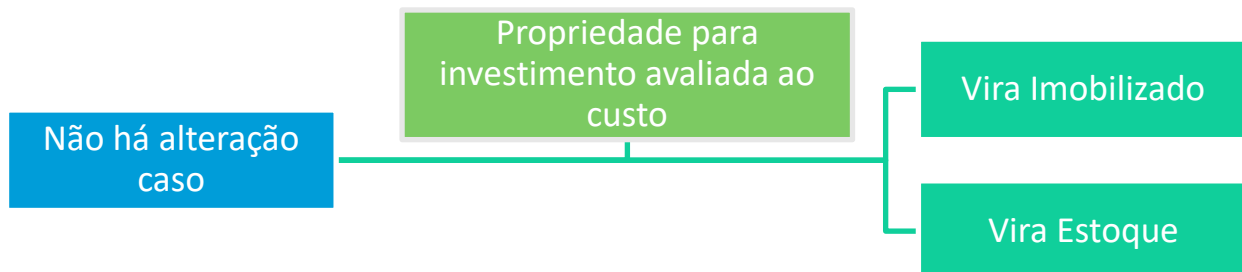 Propriedade para
investimento avaliada ao
custo
Não há alteração
caso
Vira Imobilizado
Vira Estoque